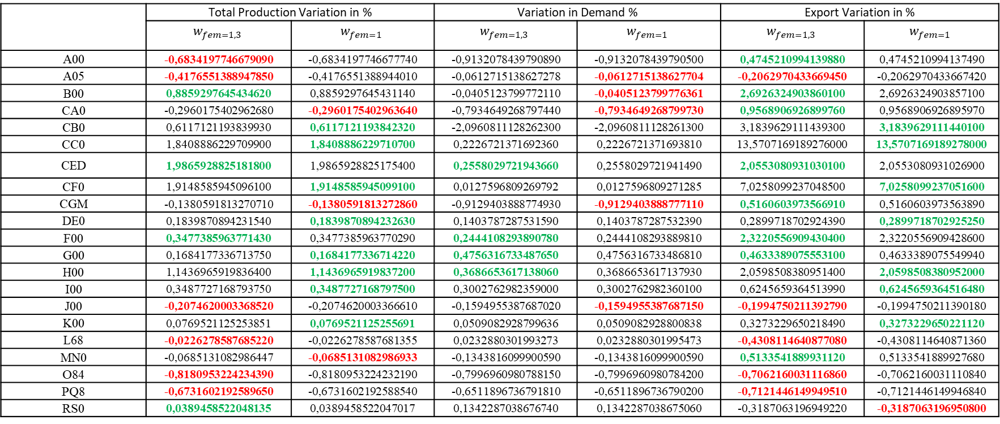 Total Production Variation in % Variation in Demand % Export Variation in %
w_fem=1,3 w_fem=1 w_fem=1,3 w_fem=1 w_fem=1,3 w_fem=1
A00 -0,6834197746679090 -0,6834197746677740 -0,9132078439790890 -0,9132078439790500 0,4745210994139880 0,4745210994137490
A05 -0,4176551388947850 -0,4176551388944010 -0,0612715138627278 -0,0612715138627704 -0,2062970433669450 -0,2062970433667420
B00 0,8859297645434620 0,8859297645431140 -0,0405123799772110 -0,0405123799776361 2,6926324903860100 2,6926324903857100
CA0 -0,2960175402962680 -0,2960175402963640 -0,7934649268797440 -0,7934649268799730 0,9568906926899760 0,9568906926895970
CB0 0,6117121193839930 0,6117121193842320 -2,0960811128262300 -2,0960811128261300 3,1839629111439300 3,1839629111440100
CC0 1,8408886229709900 1,8408886229710700 0,2226721371692360 0,2226721371693810 13,5707169189276000 13,5707169189278000
CED 1,9865928825181800 1,9865928825175400 0,2558029721943660 0,2558029721941490 2,0553080931030100 2,0553080931026900
CF0 1,9148585945096100 1,9148585945099100 0,0127596809269792 0,0127596809271285 7,0258099237048500 7,0258099237051600
CGM -0,1380591813270710 -0,1380591813272860 -0,9129403888774930 -0,9129403888777110 0,5160603973566910 0,5160603973563890
DE0 0,1839870894231540 0,1839870894232630 0,1403787287531590 0,1403787287532390 0,2899718702924390 0,2899718702925250
F00 0,3477385963771430 0,3477385963770290 0,2444108293890780 0,2444108293889810 2,3220556909430400 2,3220556909428600
G00 0,1684177336713750 0,1684177336714220 0,4756316733487650 0,4756316733486810 0,4633389075553100 0,4633389075549940
H00 1,1436965919836400 1,1436965919837200 0,3686653617138060 0,3686653617137930 2,0598508380951400 2,0598508380952000
I00 0,3487727168793750 0,3487727168797500 0,3002762982359000 0,3002762982360100 0,6245659364513990 0,6245659364516480
J00 -0,2074620003368520 -0,2074620003366610 -0,1594955387687020 -0,1594955387687150 -0,1994750211392790 -0,1994750211390180
K00 0,0769521125253851 0,0769521125255691 0,0509082928799636 0,0509082928800838 0,3273229650218490 0,3273229650221120
L68 -0,0226278587685220 -0,0226278587681355 0,0232880301993273 0,0232880301995473 -0,4308114640877080 -0,4308114640871360
MN0 -0,0685131082986447 -0,0685131082986933 -0,1343816099900590 -0,1343816099900590 0,5133541889931120 0,5133541889927680
O84 -0,8180953224234390 -0,8180953224232190 -0,7996960980788150 -0,7996960980784200 -0,7062160031116860 -0,7062160031110840
PQ8 -0,6731602192589650 -0,6731602192588540 -0,6511896736791810 -0,6511896736790200 -0,7121446149949510 -0,7121446149946840
RS0 0,0389458522048135 0,0389458522047017 0,1342287038676740 0,1342287038675060 -0,3187063196949220 -0,3187063196950800